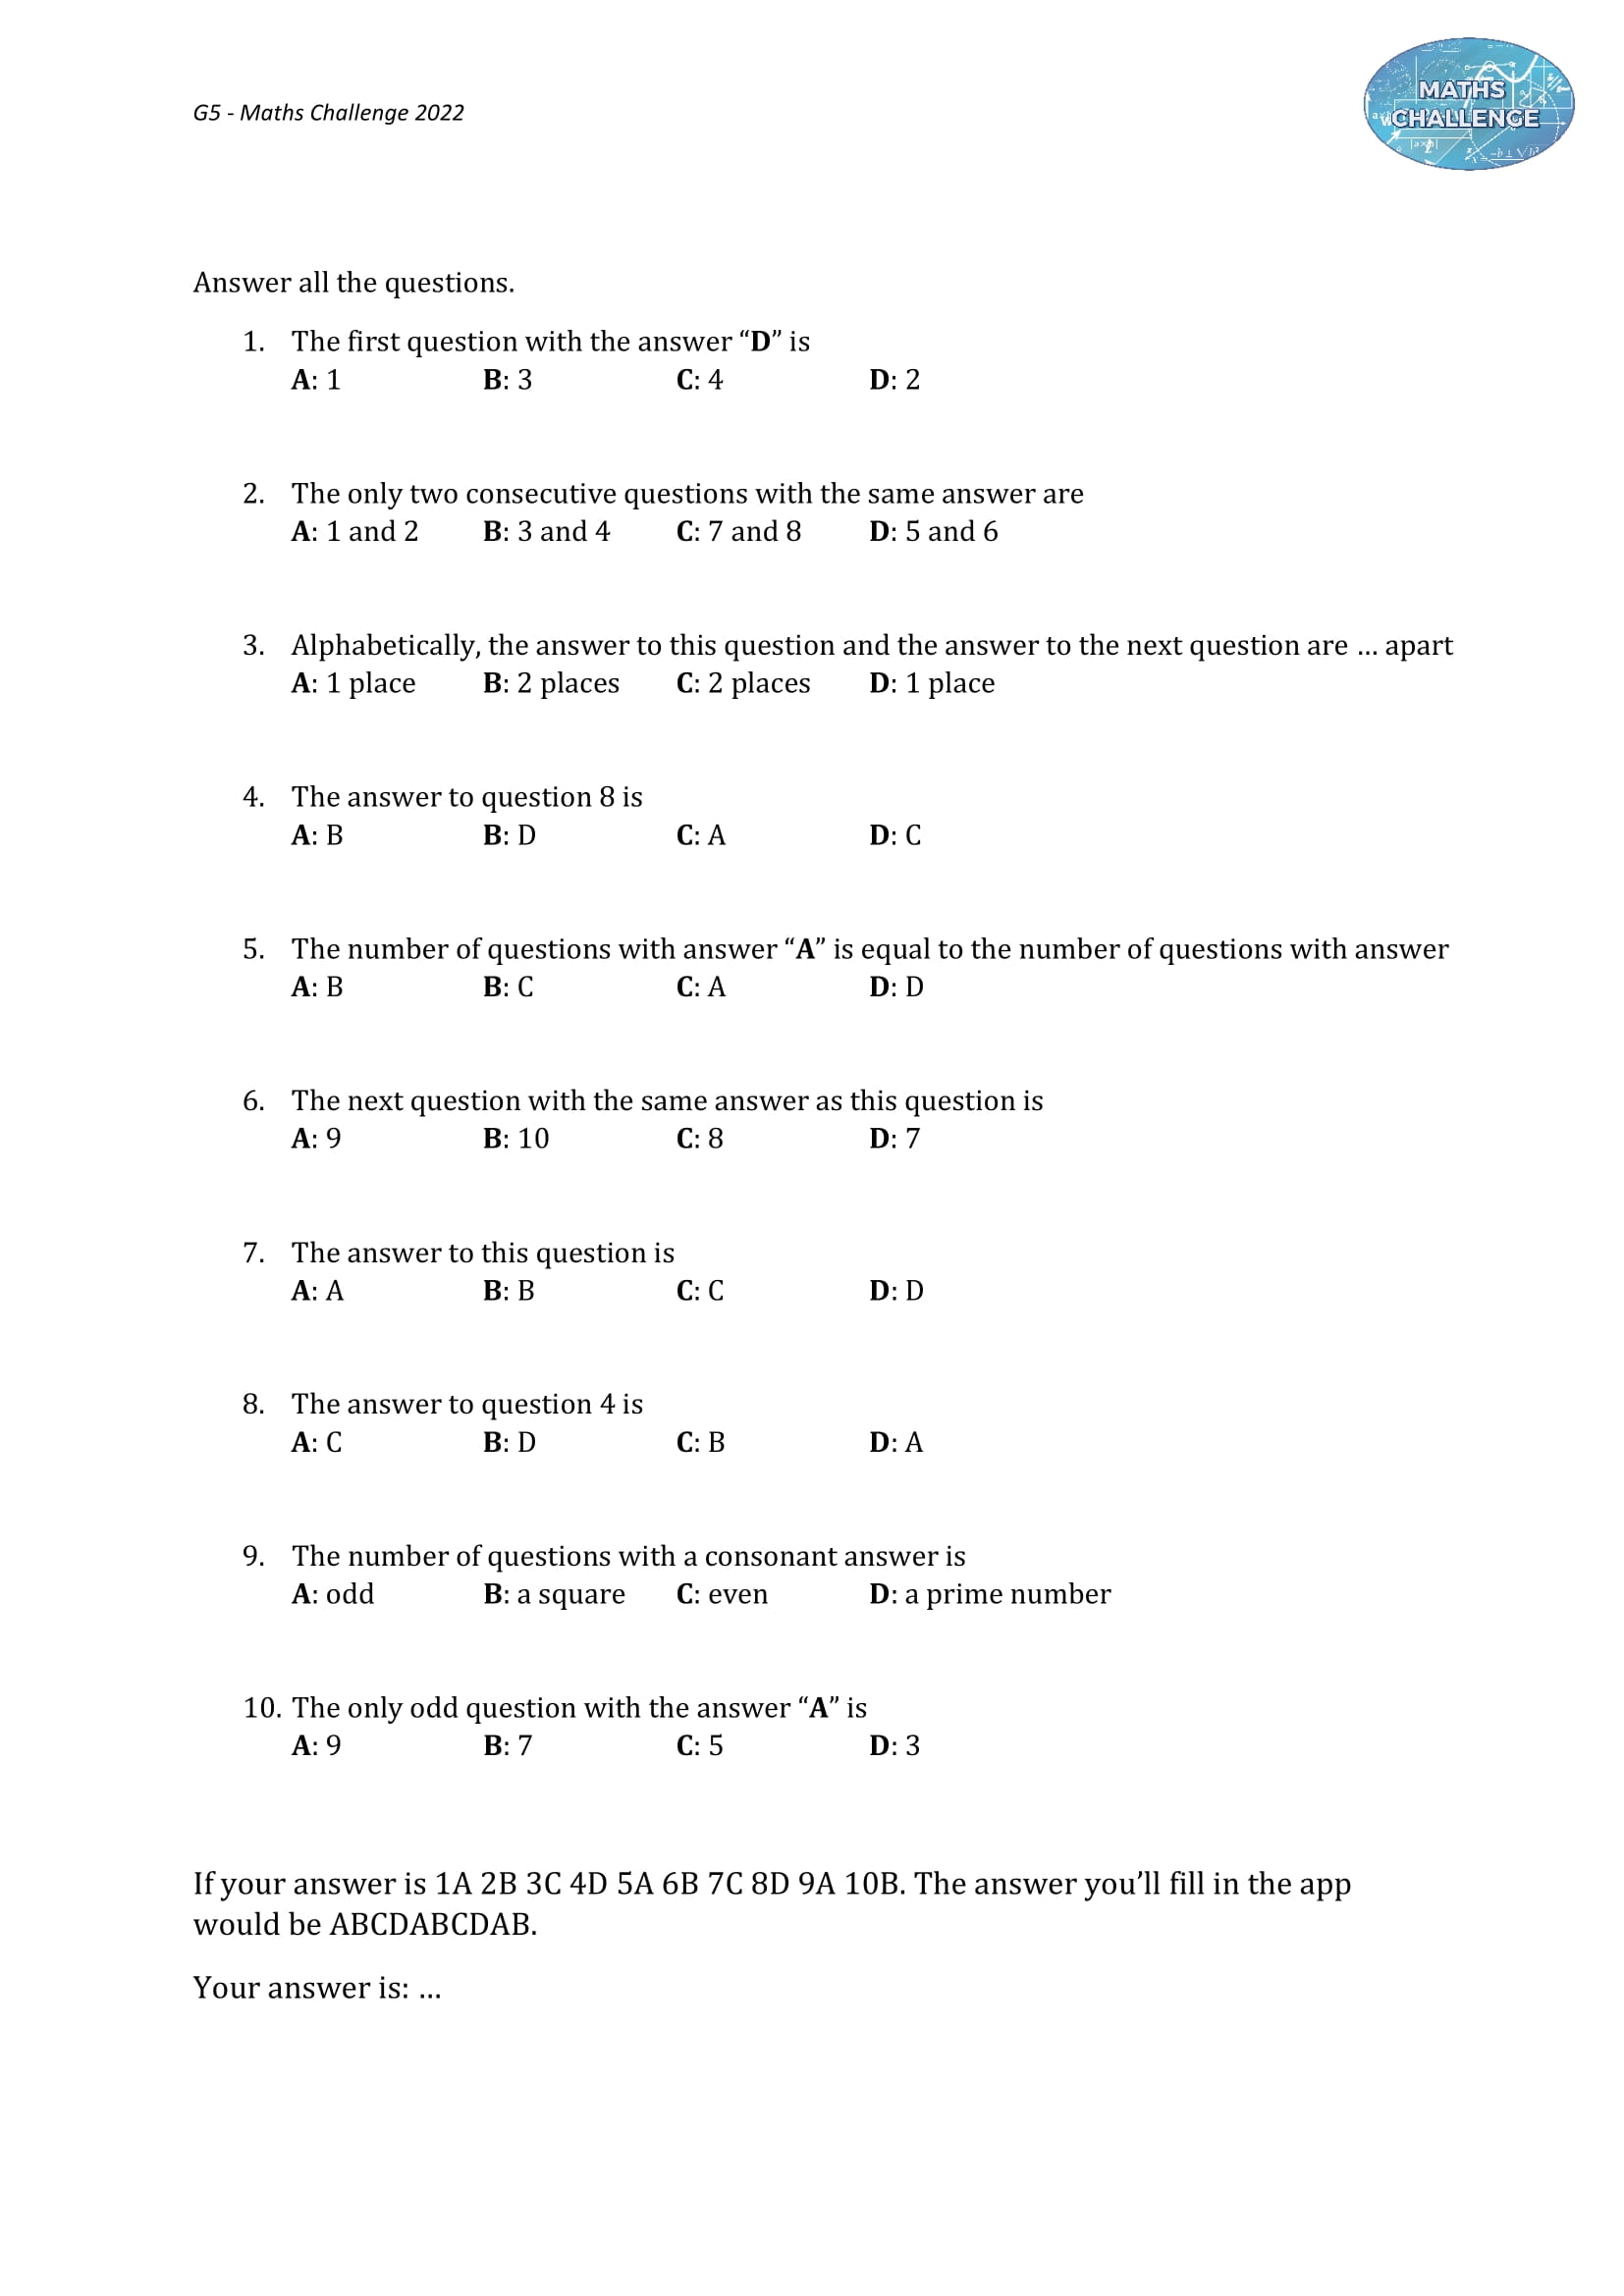 G5 - Maths Challenge 2022
MATHS
CHALLENGE
Answer all the questions.
1. The first question with the answer “D” is
A: 1 B: 3 C: 4 D: 2
2. The only two consecutive questions with the same answer are
A: 1 and 2 B: 3 and 4 C: 7 and 8 D: 5 and 6
3. Alphabetically, the answer to this question and the answer to the next question are … apart
A: 1 place B: 2 places C: 2 places D: 1 place
4. The answer to question 8 is
A: B B: D C: A D: C
5. The number of questions with answer “A” is equal to the number of questions with answer
A: B B: C C: A D: D
6. The next question with the same answer as this question is
A: 9 B: 10 C: 8 D: 7
7. The answer to this question is
A: A B: B C: C D: D
8. The answer to question 4 is
A: C B: D C: B D: A
9. The number of questions with a consonant answer is
A: odd B: a square C: even D: a prime number
10. The only odd question with the answer “A” is
A: 9 B: 7 C: 5 D: 3
If your answer is 1A 2B 3C 4D 5A 6B 7C 8D 9A 10B. The answer you’ll fill in the app
would be ABCDABCDAB.
Your answer is: …